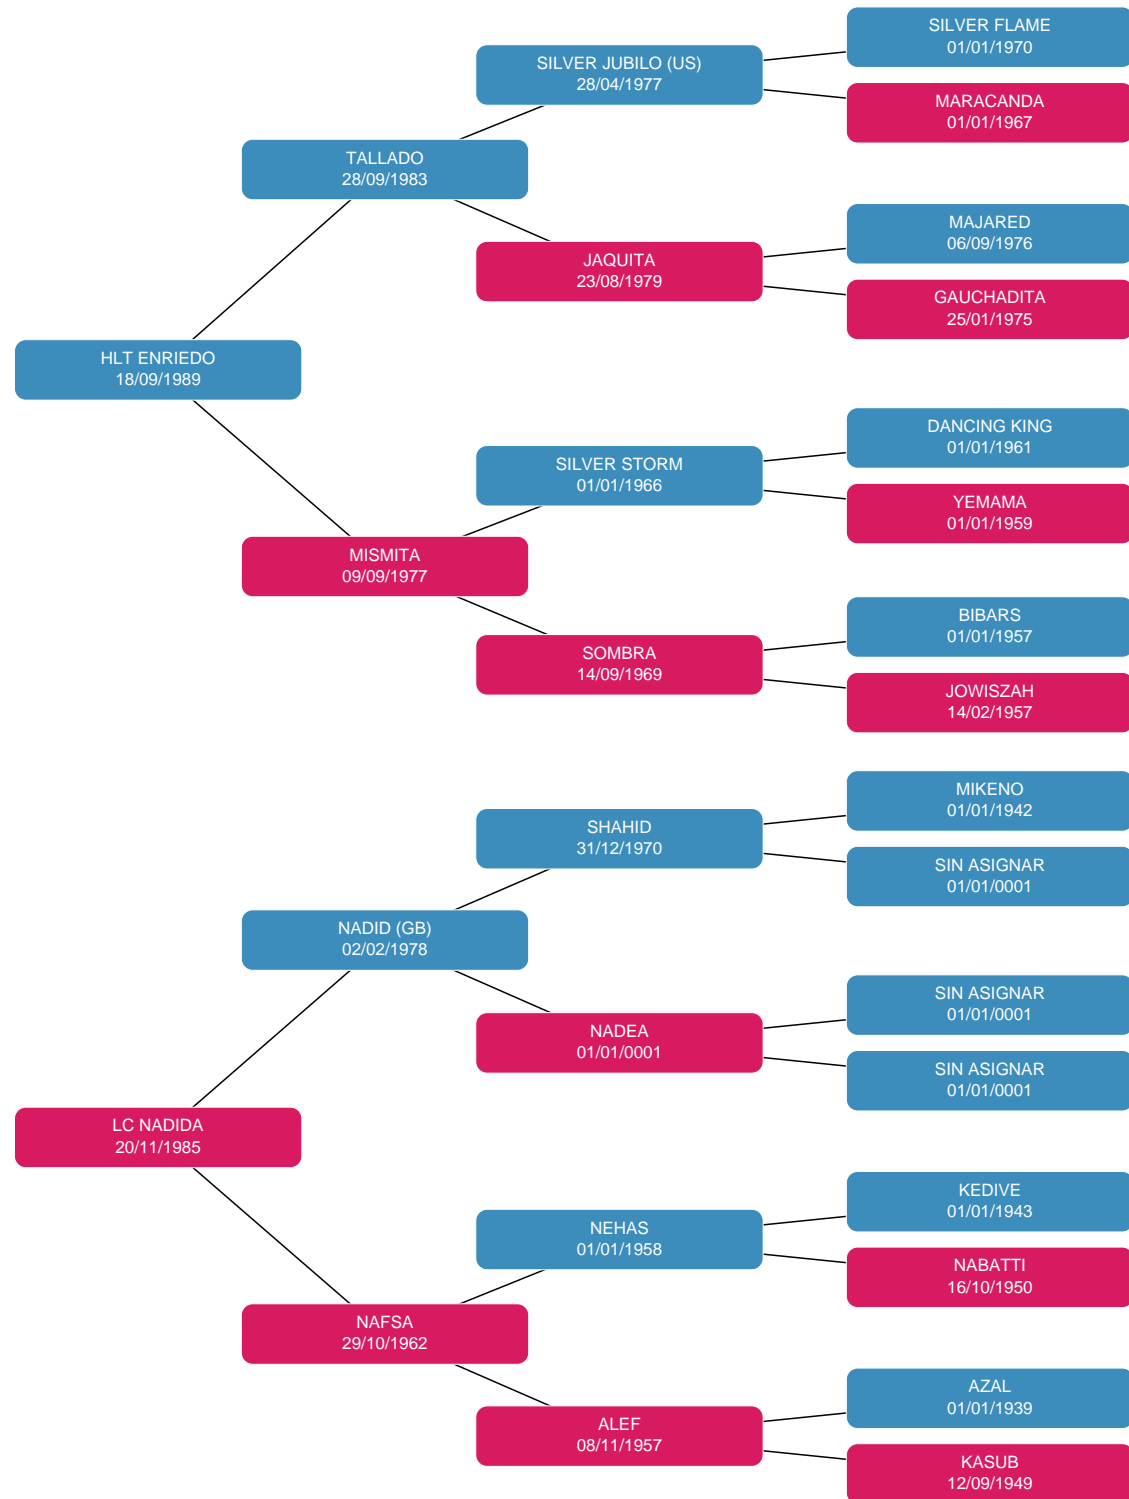 SILVER FLAME
01/01/1970
SILVER JUBILO (US)
28/04/1977
MARACANDA
01/01/1967
TALLADO
28/09/1983
MAJARED
06/09/1976
JAQUITA
23/08/1979
GAUCHADITA
25/01/1975
HLT ENRIEDO
18/09/1989
DANCING KING
01/01/1961
SILVER STORM
01/01/1966
YEMAMA
01/01/1959
MISMITA
09/09/1977
BIBARS
01/01/1957
SOMBRA
14/09/1969
JOWISZAH
14/02/1957
MIKENO
01/01/1942
SHAHID
31/12/1970
SIN ASIGNAR
01/01/0001
NADID (GB)
02/02/1978
SIN ASIGNAR
01/01/0001
NADEA
01/01/0001
SIN ASIGNAR
01/01/0001
LC NADIDA
20/11/1985
KEDIVE
01/01/1943
NEHAS
01/01/1958
NABATTI
16/10/1950
NAFSA
29/10/1962
AZAL
01/01/1939
ALEF
08/11/1957
KASUB
12/09/1949